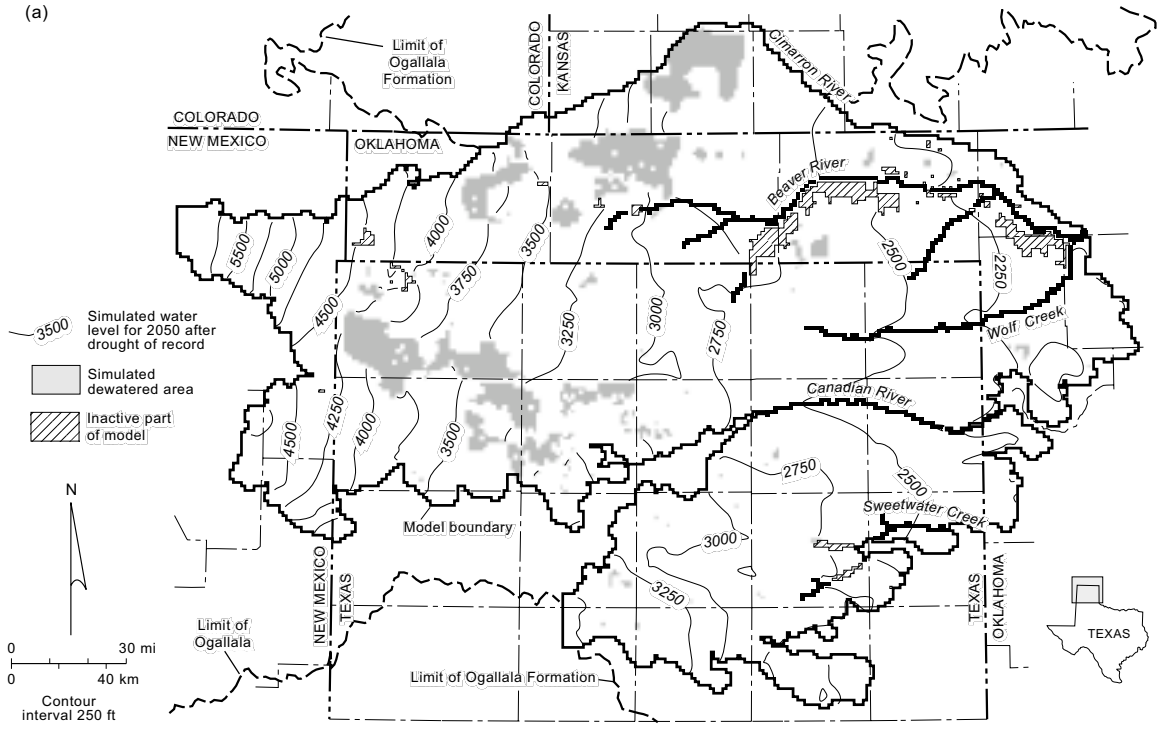 (a)
Limit of
Ogallala
Formation
COLORADO
KANSAS
Cimarron River
COLORADO
NEW MEXICO
OKLAHOMA
Beaver River
5500
5000
4500
4000
3750
3500
3250
3000
2750
2500
2250
3500
Simulated water
level for 2050 after
drought of record
Simulated
dewatered area
Inactive part
of model
Wolf Creek
Canadian River
4500
4250
4000
3500
2750
2500
Sweetwater Creek
N
Model boundary
3000
3250
NEW MEXICO
TEXAS
TEXAS
OKLAHOMA
TEXAS
Limit of
Ogallala
0 30 mi
0 40 km
Contour
interval 250 ft
Limit of Ogallala Formation